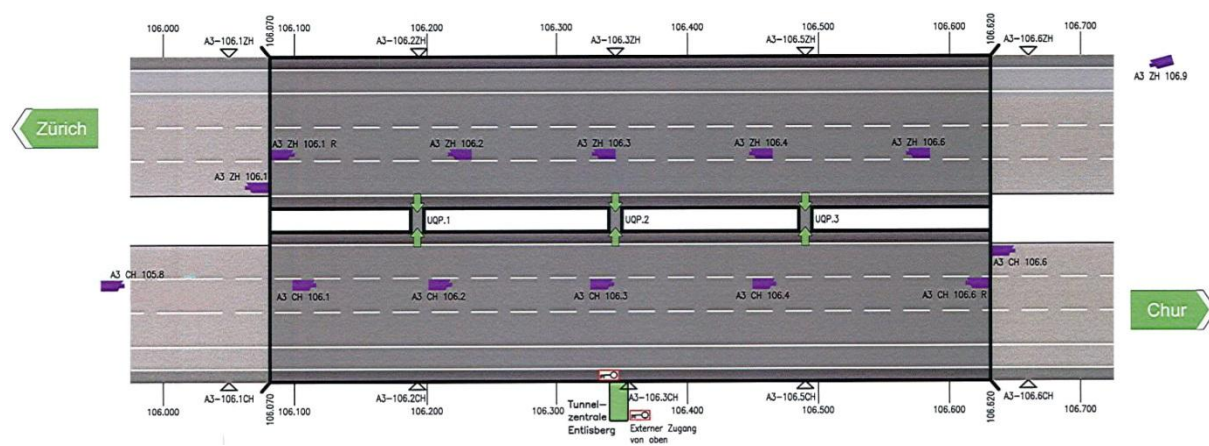 106.000
106.070
106.100
106.200
106.300
106.400
106.500
106.600
106.620
106.700
A3-106.1ZH
A3-106.2ZH
A3-106.3ZH
A3-106.5ZH
A3-106.6ZH
A3 ZH 106.9
Zürich
A3 ZH 106.1 R
A3 ZH 106.2
A3 ZH 106.3
A3 ZH 106.4
A3 ZH 106.6
A3 ZH 106.1
UQP.1
UQP.2
UQP.3
A3 CH 105.8
A3 CH 106.6
A3 CH 106.1
A3 CH 106.2
A3 CH 106.3
A3 CH 106.4
A3 CH 106.6 R
Chur
A3-106.1CH
A3-106.2CH
A3-106.3CH
A3-106.5CH
A3-106.6CH
106.000
106.070
106.100
106.200
106.300
106.400
106.500
106.600
106.620
106.700
Tunnel-
zentrale
Entlisberg
Externer Zugang
von oben